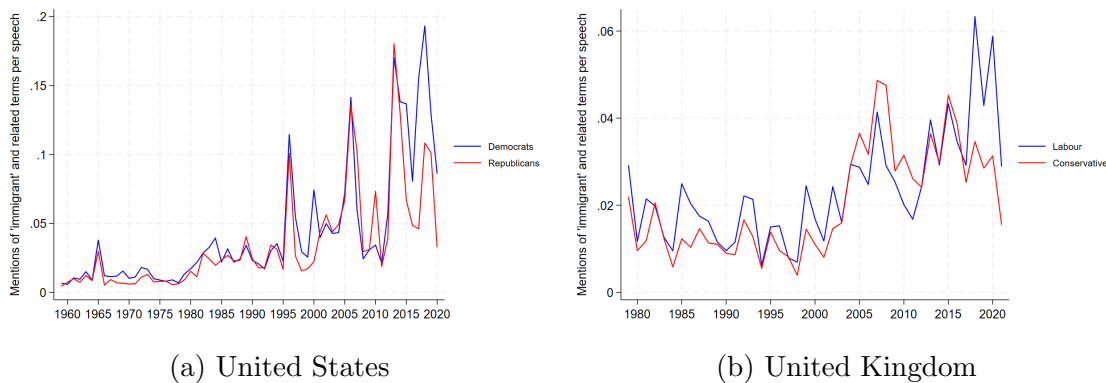 Mentions of 'immigrant' and related terms per speech
.2
.15
.1
.05
0
1960 1965 1970 1975 1980 1985 1990 1995 2000 2005 2010 2015 2020
Democrats
Republicans
(a) United States
Mentions of 'immigrant' and related terms per speech
.06
.04
.02
0
1980 1985 1990 1995 2000 2005 2010 2015 2020
Labour
Conservative
(b) United Kingdom